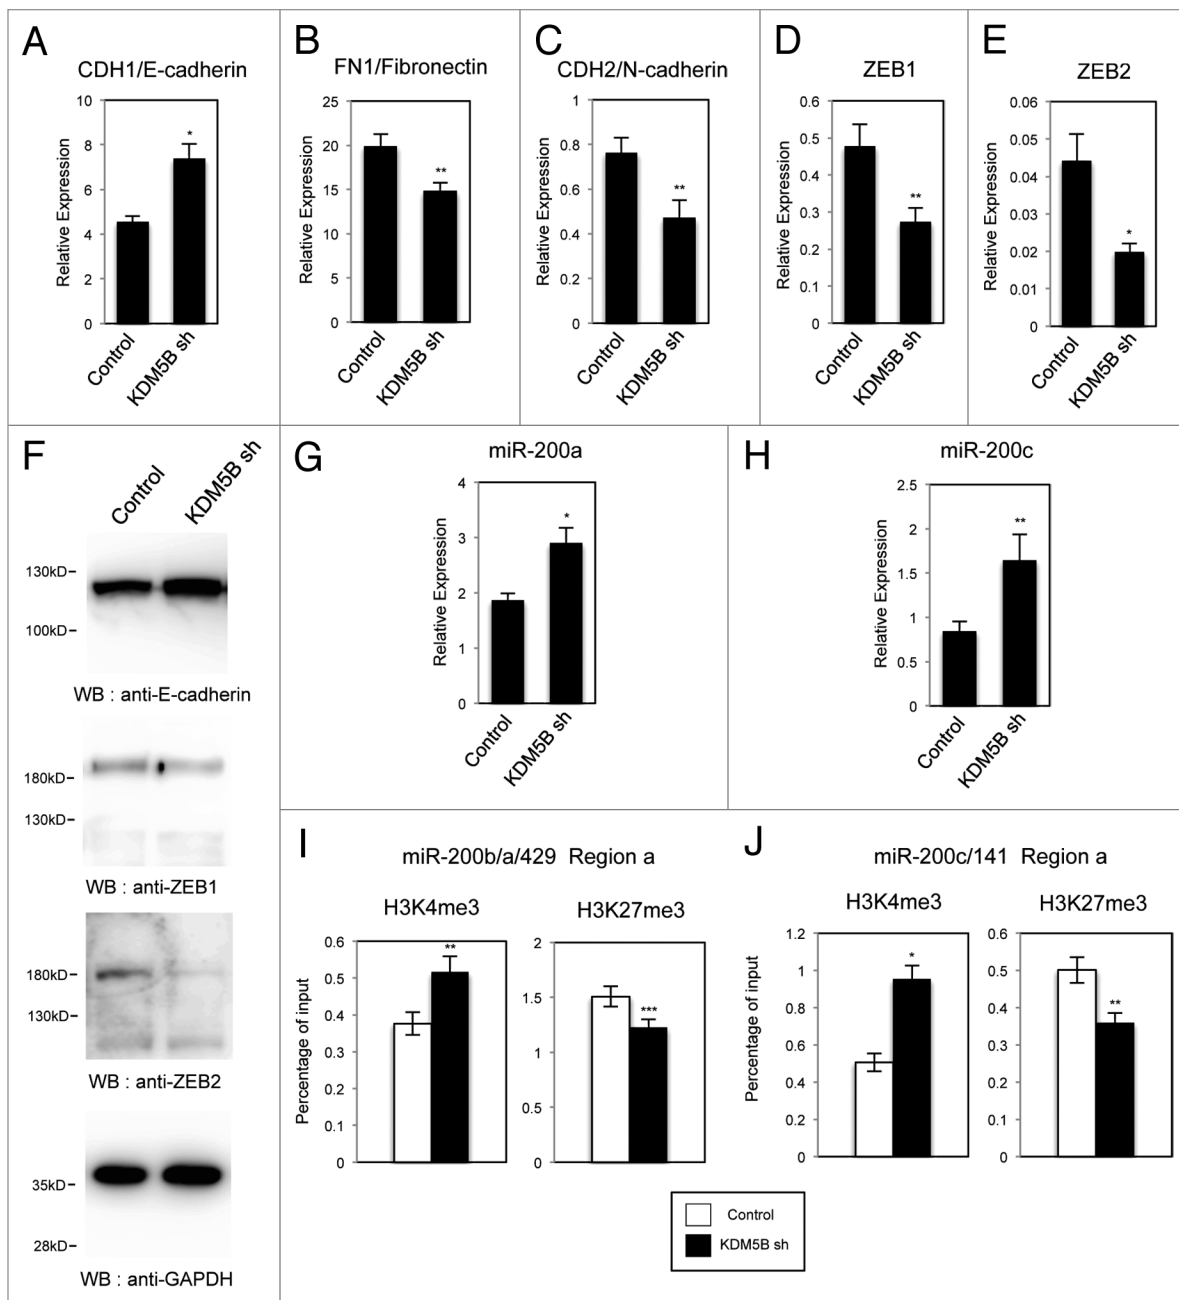 A
CDH1/E-cadherin
Relative Expression
10
8
6
4
2
0
*
Control
KDM5B sh
B
FN1/Fibronectin
Relative Expression
25
20
15
10
5
0
**
Control
KDM5B sh
C
CDH2/N-cadherin
Relative Expression
1
0.8
0.6
0.4
0.2
0
**
Control
KDM5B sh
D
ZEB1
Relative Expression
0.6
0.5
0.4
0.3
0.2
0.1
0
**
Control
KDM5B sh
E
ZEB2
Relative Expression
0.06
0.05
0.04
0.03
0.02
0.01
0
*
Control
KDM5B sh
F
Control
KDM5B sh
130kD
100kD
WB : anti-E-cadherin
180kD
130kD
WB : anti-ZEB1
180kD
130kD
WB : anti-ZEB2
35kD
28kD
WB : anti-GAPDH
G
miR-200a
Relative Expression
4
3
2
1
0
*
Control
KDM5B sh
H
miR-200c
Relative Expression
2.5
2
1.5
1
0.5
0
**
Control
KDM5B sh
I
miR-200b/a/429 Region a
H3K4me3
Percentage of input
0.6
0.5
0.4
0.3
0.2
0.1
0
**
H3K27me3
2
1.5
1
0.5
0
***
J
miR-200c/141 Region a
H3K4me3
Percentage of input
1.2
1
0.8
0.6
0.4
0.2
0
*
H3K27me3
0.6
0.5
0.4
0.3
0.2
0.1
0
**
Control
KDM5B sh